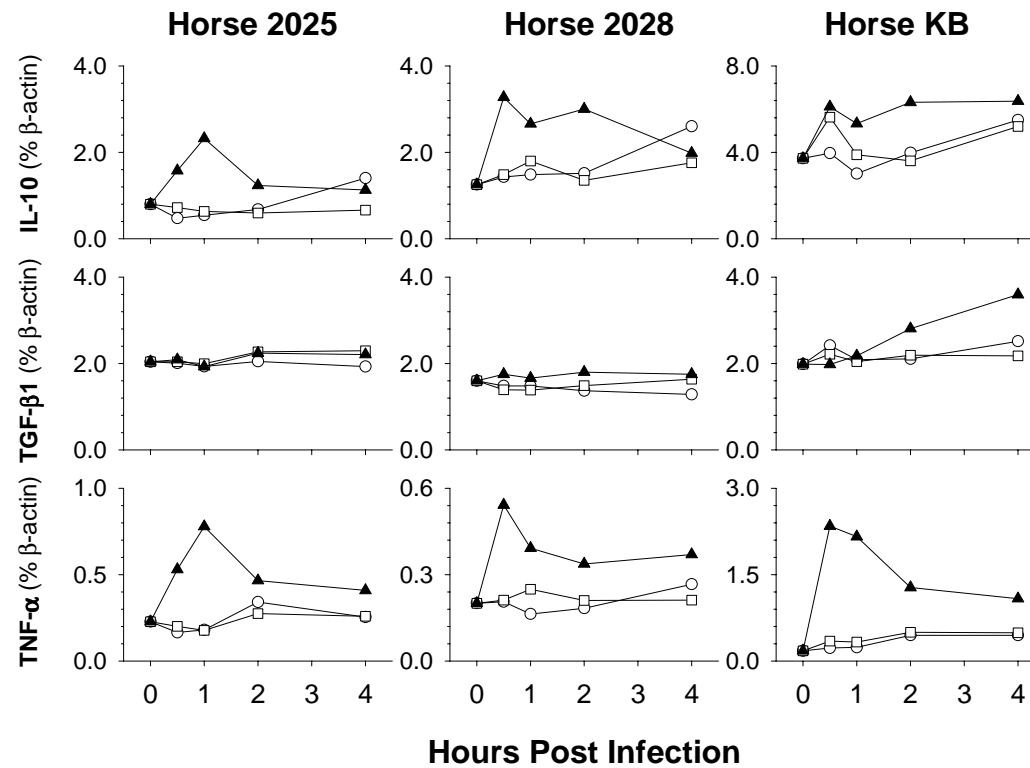 Horse 2025 Horse 2028 Horse KB
IL-10 (% β-actin)
4.0 4.0 8.0
2.0 2.0 4.0
0.0 0.0 0.0
TGF-β1 (% β-actin)
4.0 4.0 4.0
2.0 2.0 2.0
0.0 0.0 0.0
TNF-α (% β-actin)
1.0 0.6 3.0
0.5 0.3 1.5
0.0 0.0 0.0
0 1 2 3 4 0 1 2 3 4 0 1 2 3 4
Hours Post Infection